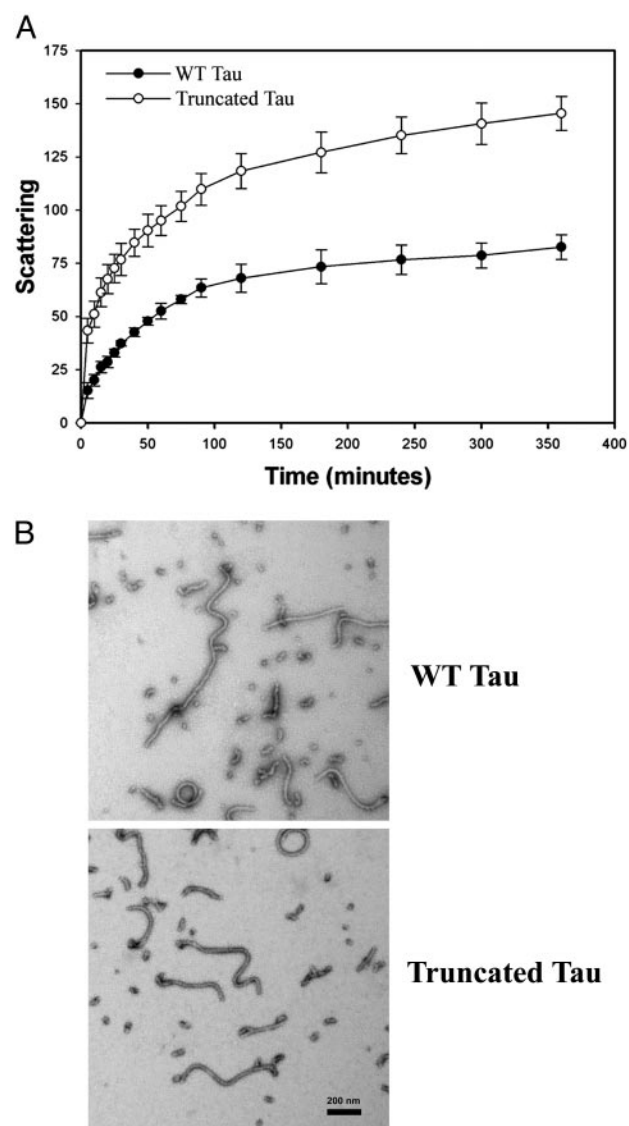 A
175
150
125
100
75
50
25
0
Scattering
WT Tau
Truncated Tau
0 50 100 150 200 250 300 350 400
Time (minutes)
B
WT Tau
Truncated Tau
200 nm